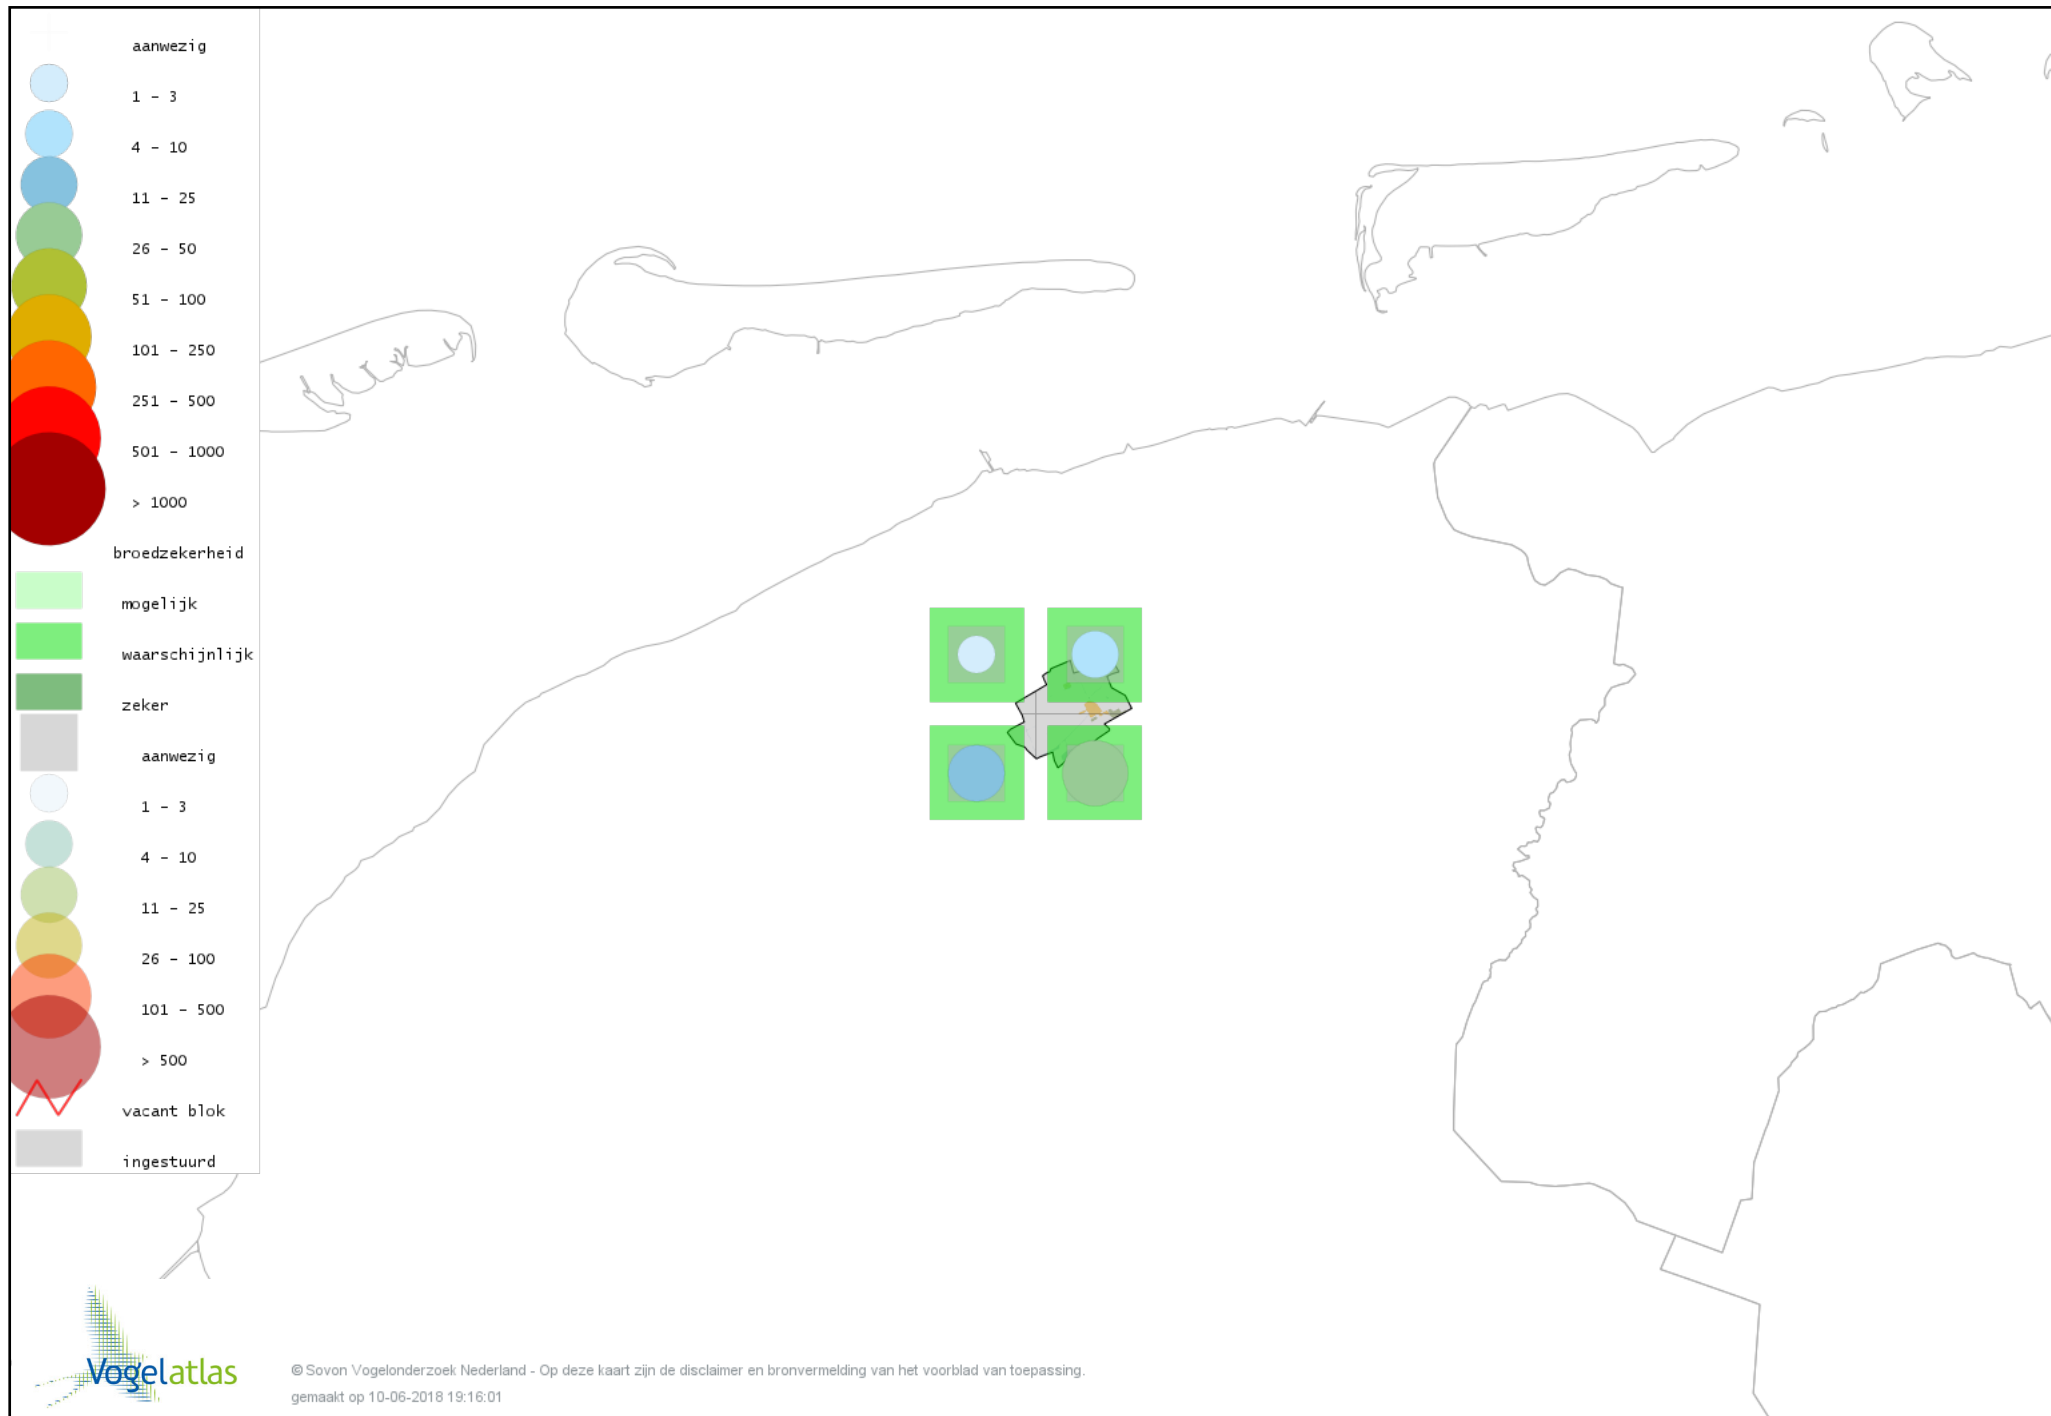 aanwezig
1 – 3
4 – 10
11 – 25
26 – 50
51 – 100
101 – 250
251 – 500
501 – 1000
> 1000
broedzekerheid
mogelijk
waarschijnlijk
zeker
aanwezig
1 – 3
4 – 10
11 – 25
26 – 100
101 – 500
> 500
vacant blok
ingestuurd
Vogelatlas
© Sovon Vogelonderzoek Nederland - Op deze kaart zijn de disclaimer en bronvermelding van het voorblad van toepassing.
gemaakt op 10-06-2018 19:16:01